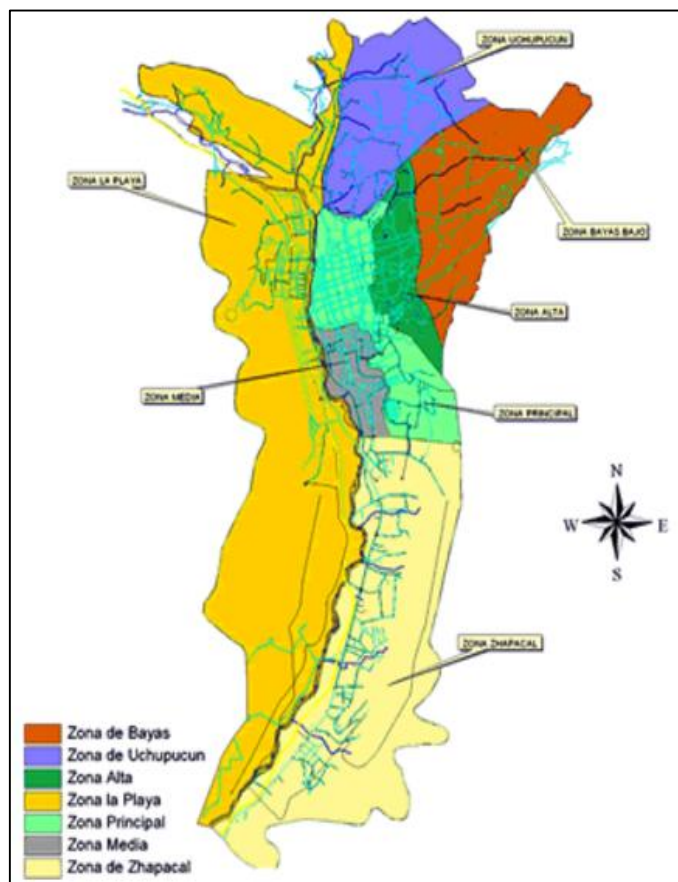 ZONA UCHUPUCUN
ZONA LA PLAYA
ZONA BAYAS BAJO
ZONA ALTA
ZONA MEDIA
ZONA PRINCIPAL
N
W E
S
ZONA ZHAPACAL
Zona de Bayas
Zona de Uchupucun
Zona Alta
Zona la Playa
Zona Principal
Zona Media
Zona de Zhapacal